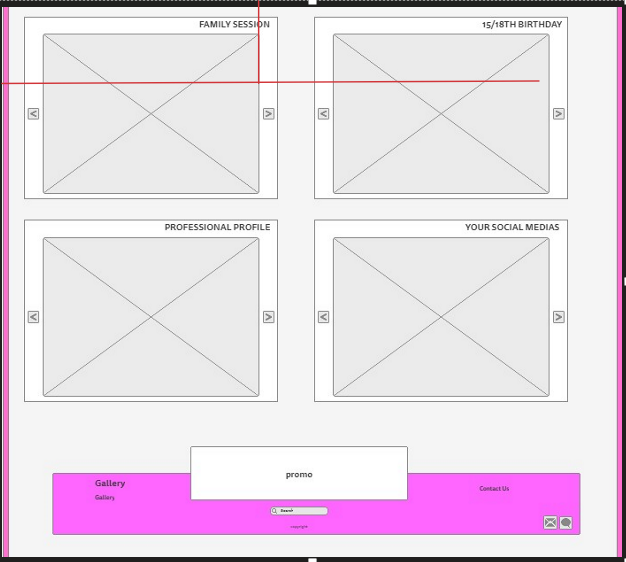 FAMILY SESSION
15/18TH BIRTHDAY
< > < >
PROFESSIONAL PROFILE
YOUR SOCIAL MEDIAS
< > < >
promo
Gallery
Gallery
Contact Us
Search
copyright